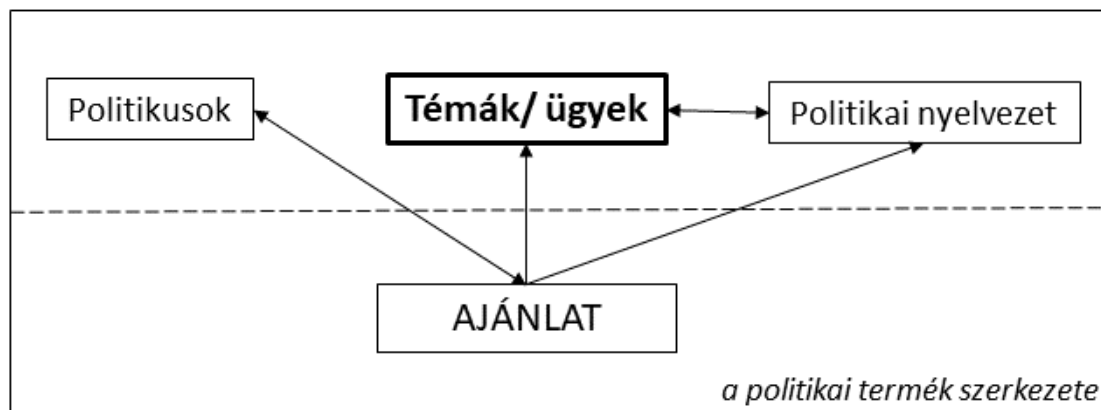 Politikusok
Témák/ ügyek
Politikai nyelvezet
AJÁNLAT
a politikai termék szerkezete